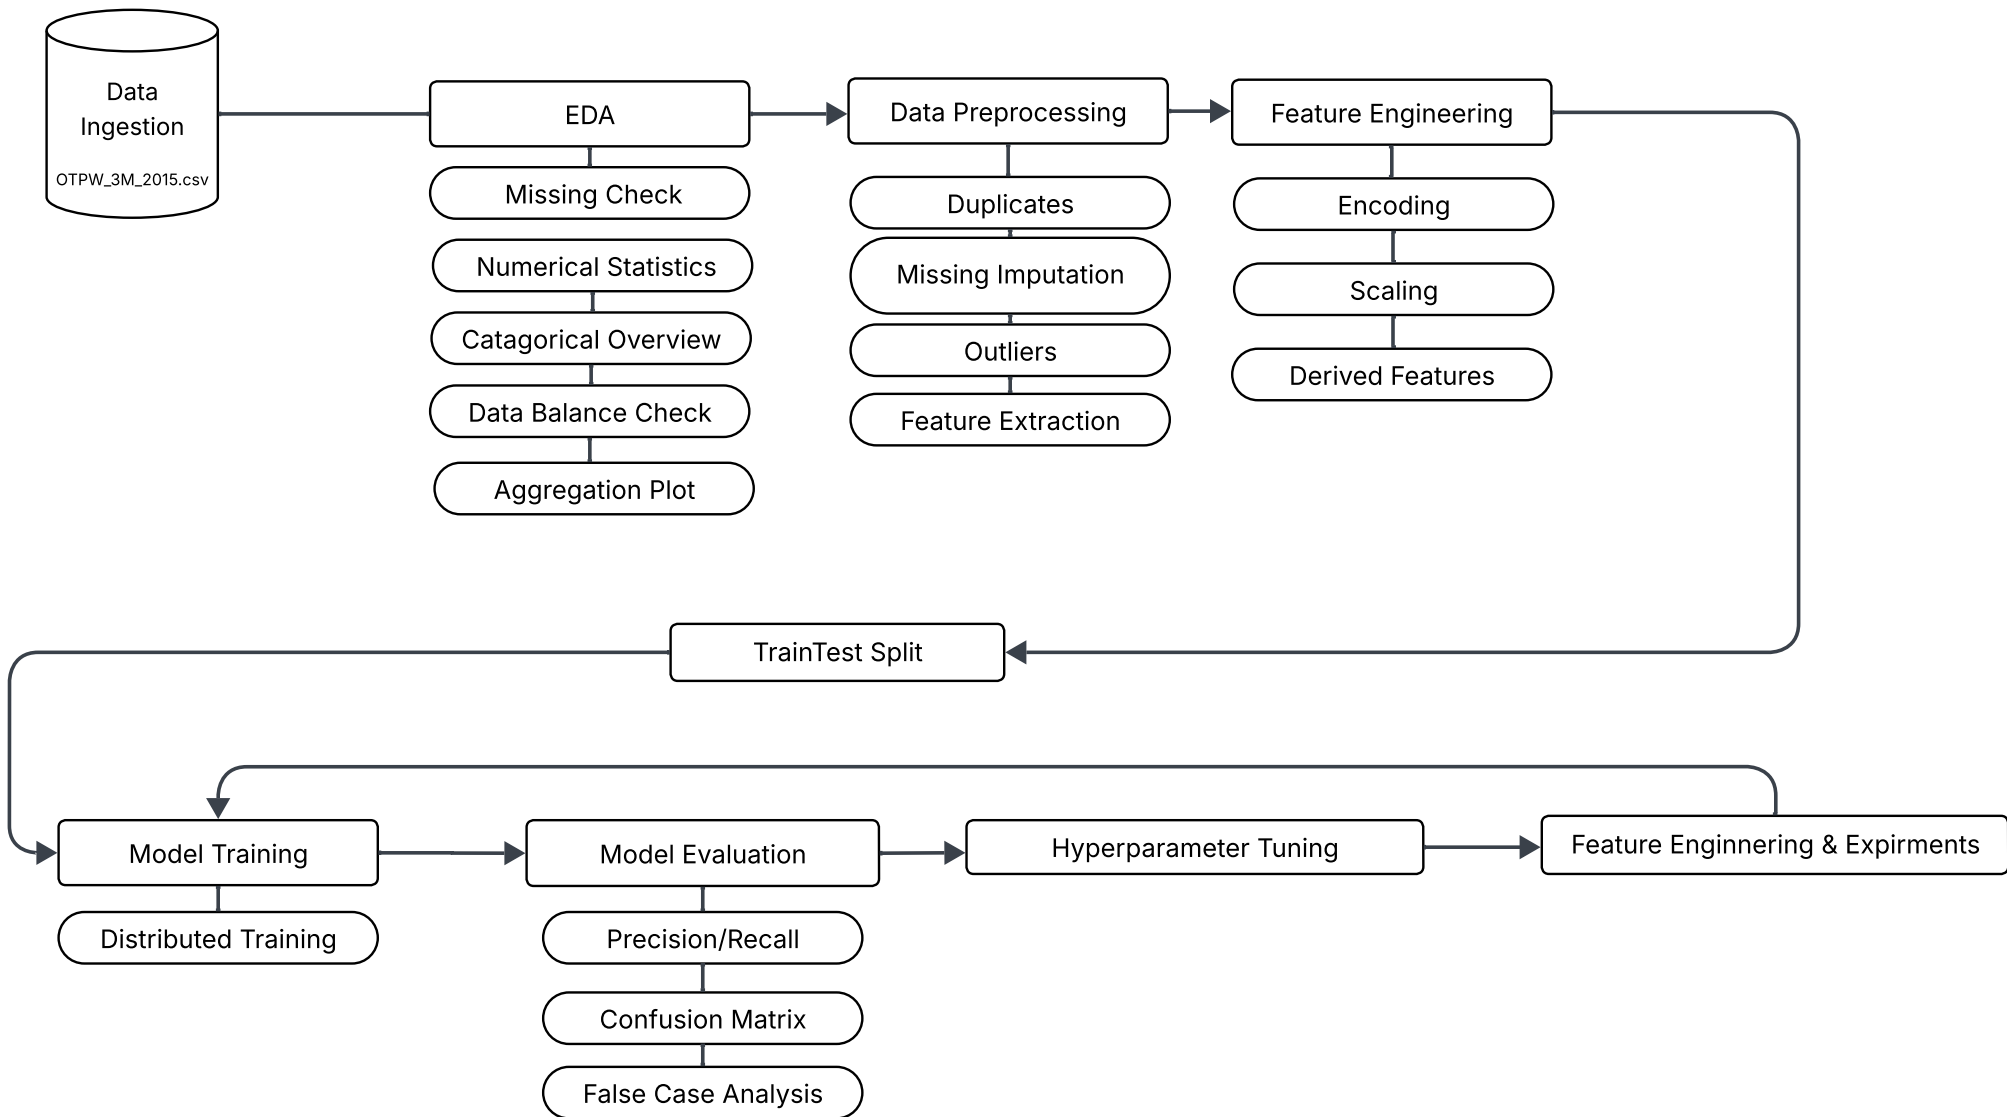 Data
Ingestion
OTPW_3M_2015.csv
EDA
Missing Check
Numerical Statistics
Catagorical Overview
Data Balance Check
Aggregation Plot
Data Preprocessing
Duplicates
Missing Imputation
Outliers
Feature Extraction
Feature Engineering
Encoding
Scaling
Derived Features
TrainTest Split
Model Training
Distributed Training
Model Evaluation
Precision/Recall
Confusion Matrix
False Case Analysis
Hyperparameter Tuning
Feature Enginnering & Expirments